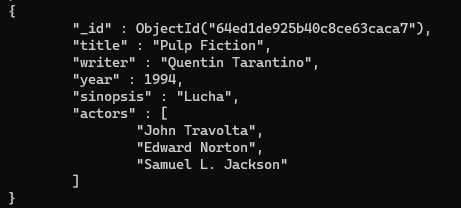 {
"_id" : ObjectId("64ed1de925b40c8ce63caca7"),
"title" : "Pulp Fiction",
"writer" : "Quentin Tarantino",
"year" : 1994,
"sinopsis" : "Lucha",
"actors" : [
"John Travolta",
"Edward Norton",
"Samuel L. Jackson"
]
}